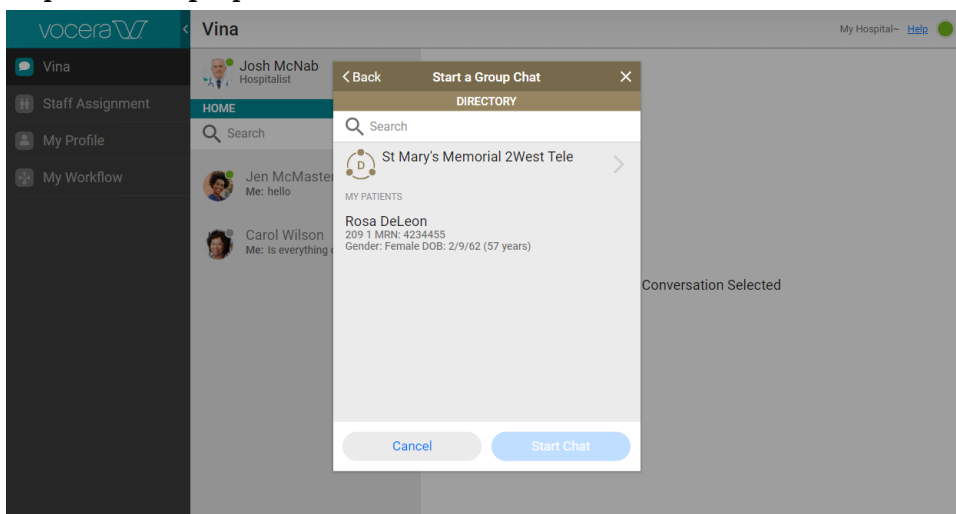 vocera
Vina
My Hospital~ Help
Vina
Staff Assignment
My Profile
My Workflow
Josh McNab
Hospitalist
HOME
Search
Jen McMaste
Me: hello
Carol Wilson
Me: Is everything
Back Start a Group Chat
DIRECTORY
Search
D
St Mary's Memorial 2West Tele
MY PATIENTS
Rosa DeLeon
209 1 MRN: 4234455
Gender: Female DOB: 2/9/62 (57 years)
Cancel Start Chat
Conversation Selected